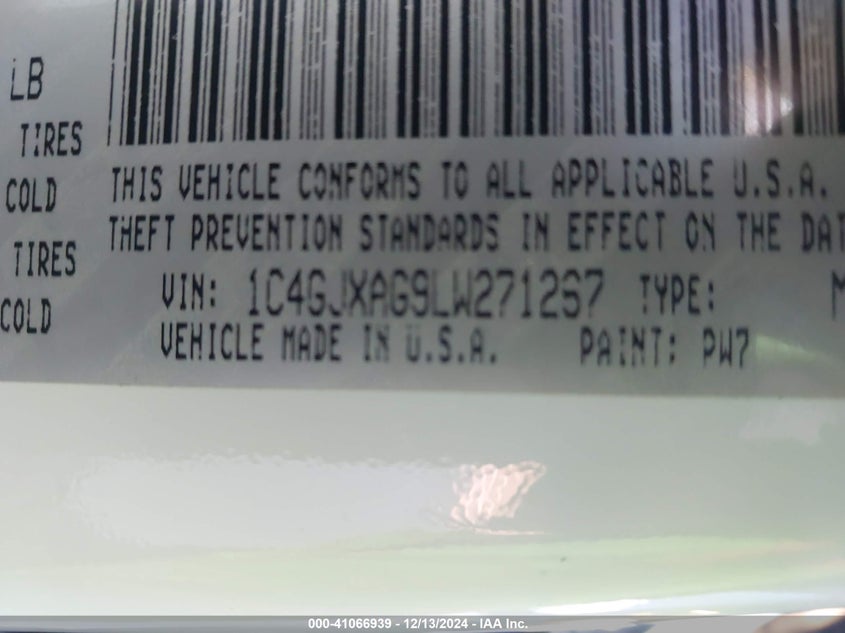 LB
TIRES
COLD
TIRES
COLD
THIS VEHICLE CONFORMS TO ALL APPLICABLE U.S.A.
THEFT PREVENTION STANDARDS IN EFFECT ON THE DAT
VIN: 1C4GJXAG9LW271267 TYPE: M
VEHICLE MADE IN U.S.A. PAINT: PW7
000-41066939 - 12/13/2024 - IAA Inc.